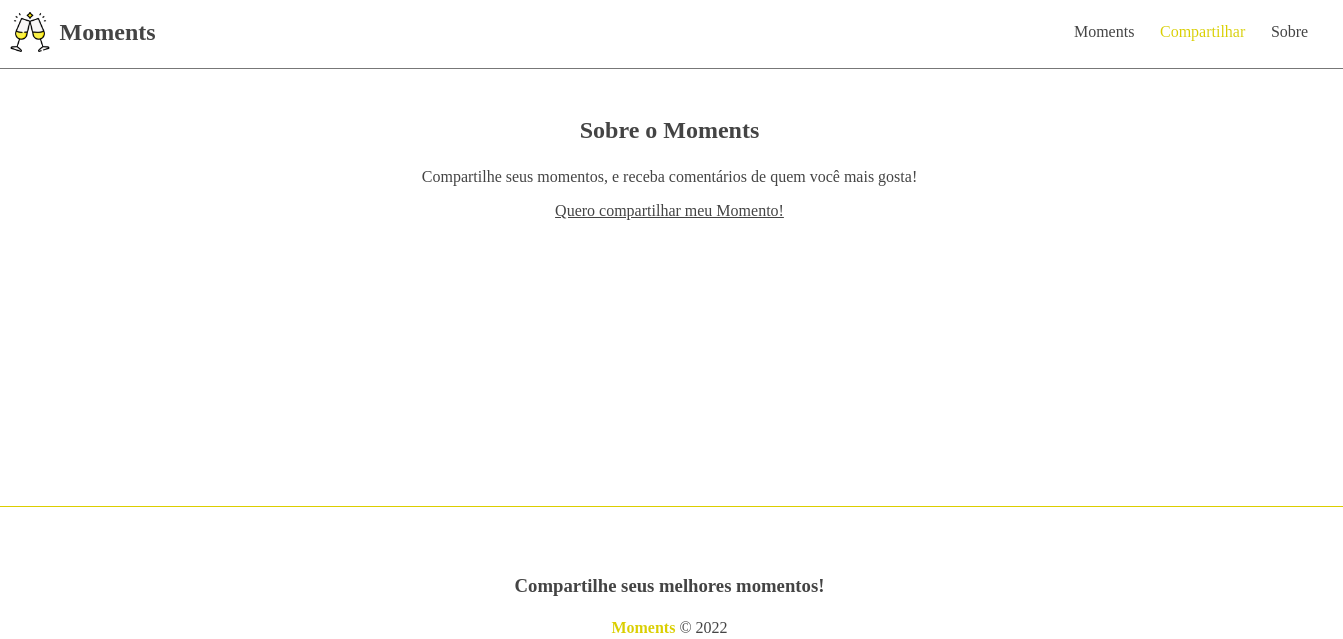 Moments
Moments Compartilhar Sobre
Sobre o Moments
Compartilhe seus momentos, e receba comentários de quem você mais gosta!
Quero compartilhar meu Momento!
Compartilhe seus melhores momentos!
Moments © 2022